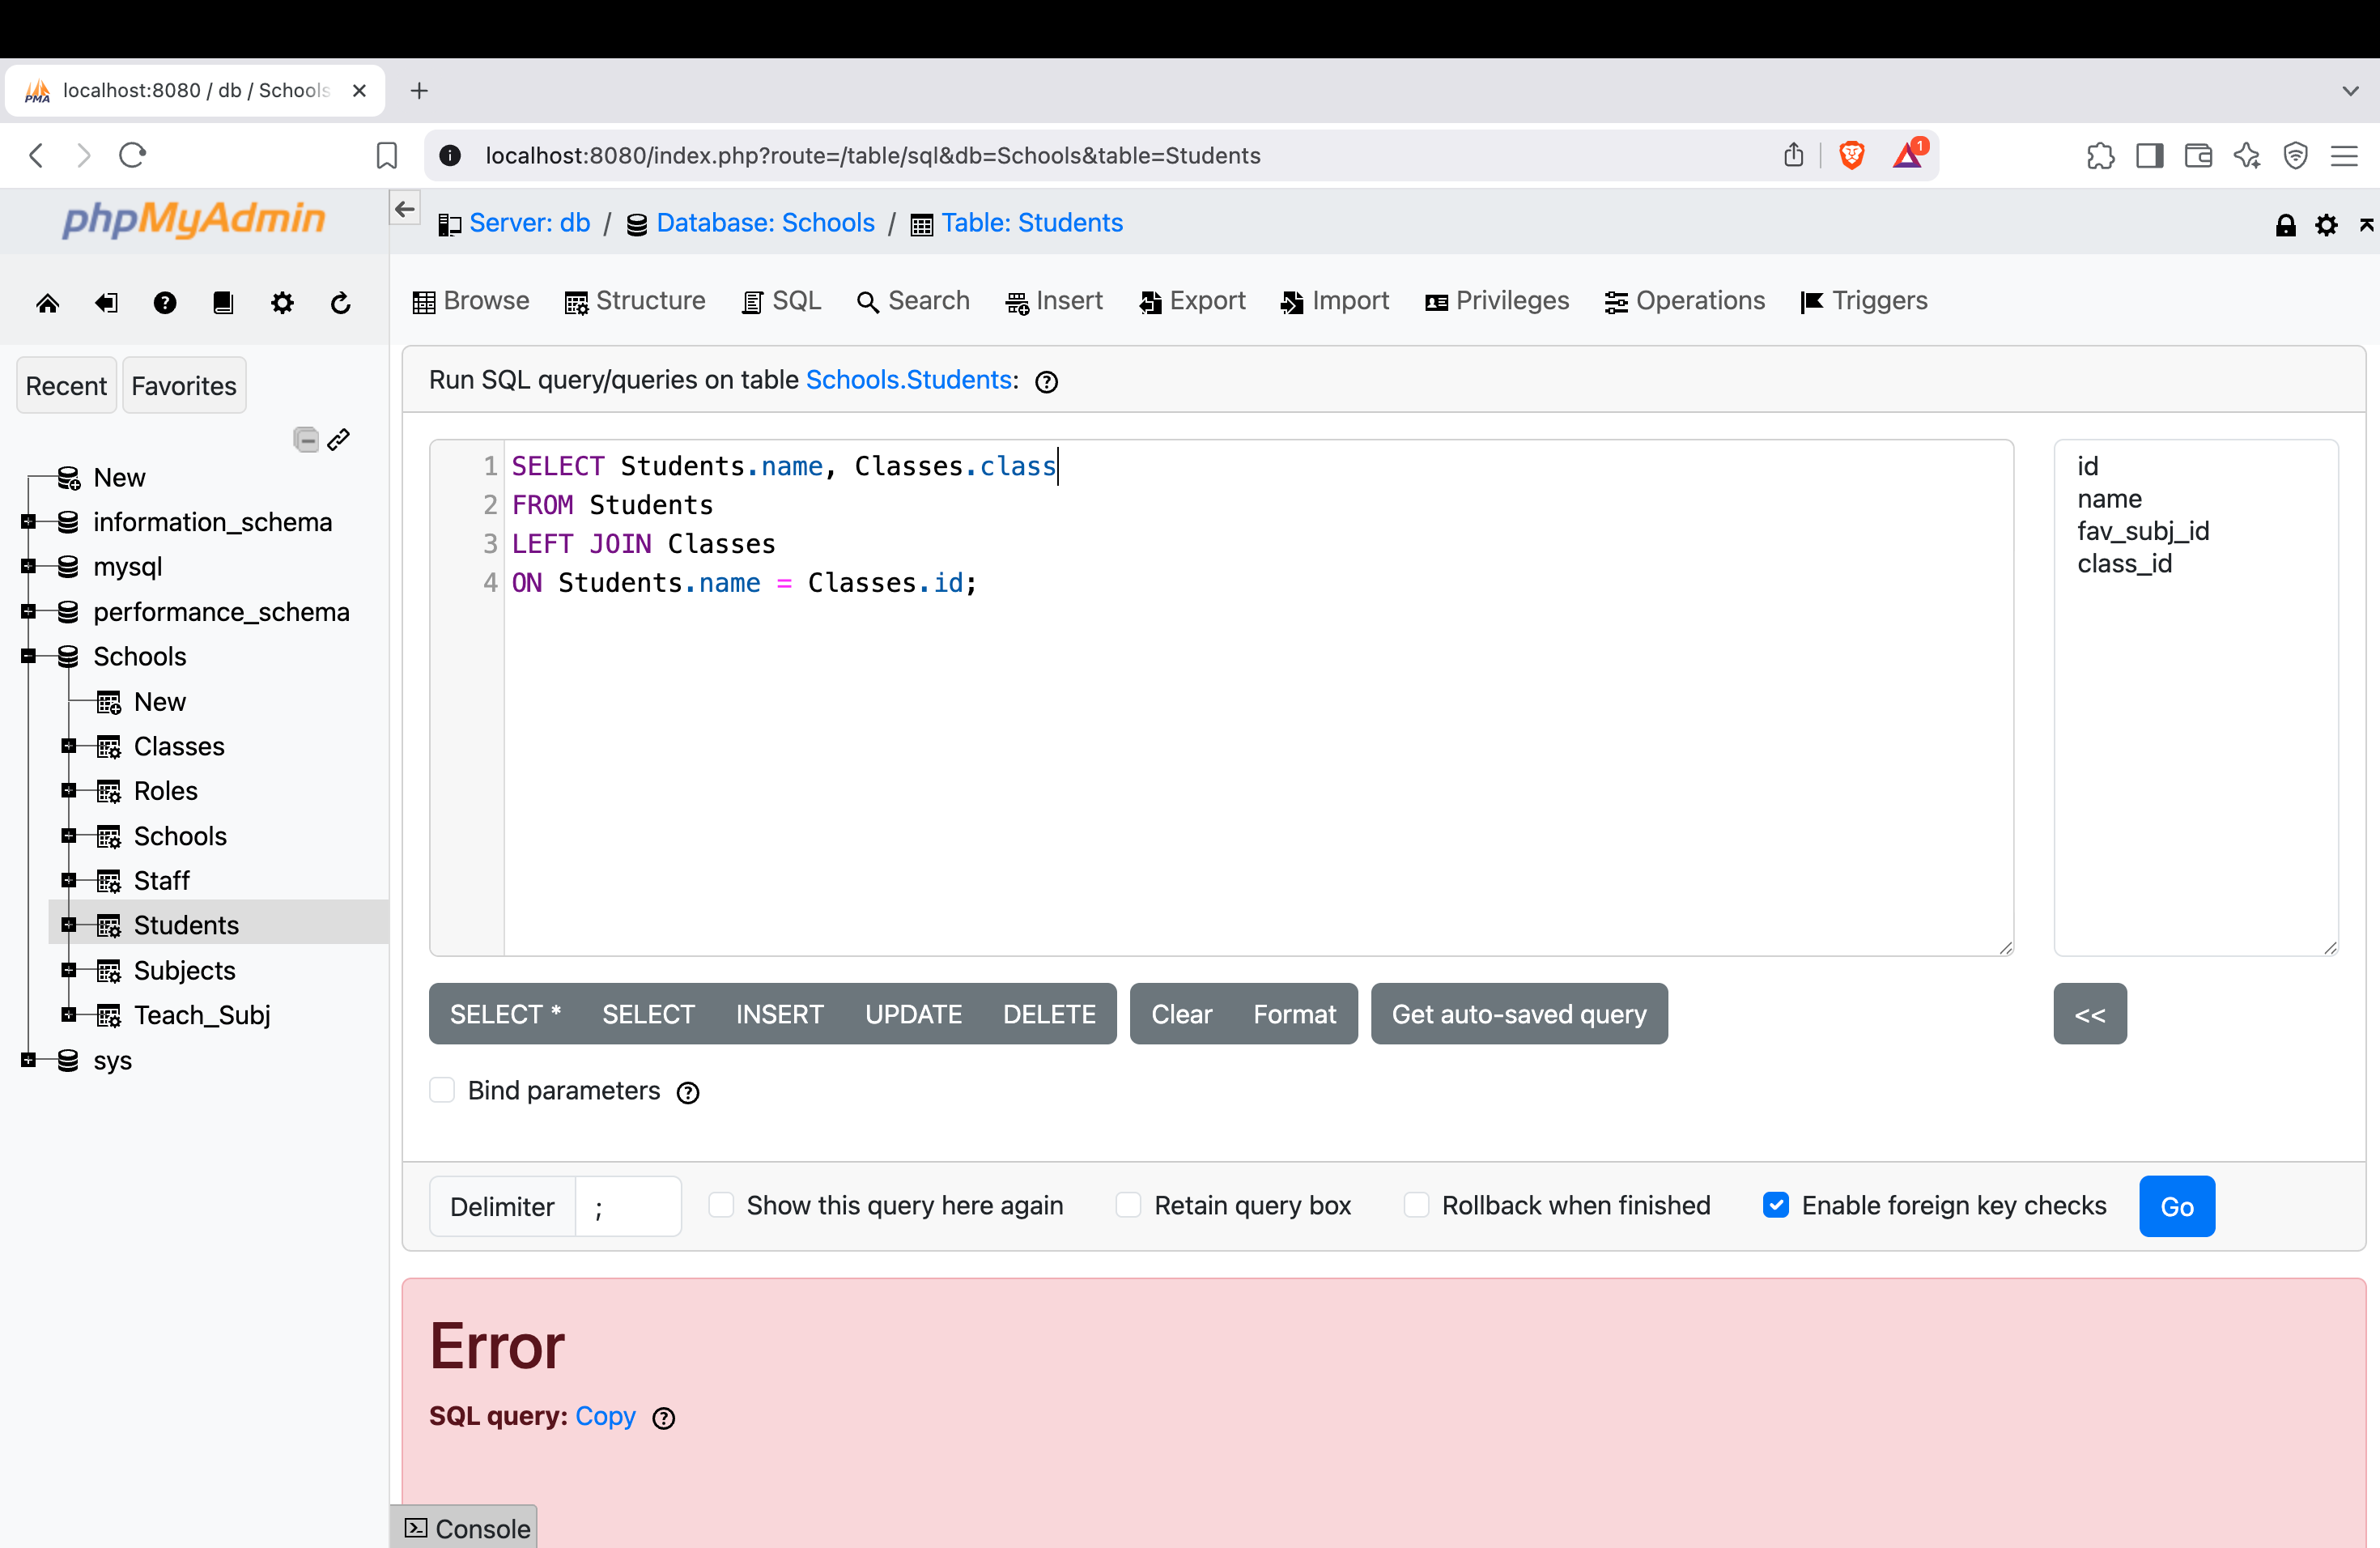 localhost:8080 / db / Schools
localhost:8080/index.php?route=/table/sql&db=Schools&table=Students
1
phpMyAdmin
Server: db / Database: Schools / Table: Students
Browse Structure SQL Search Insert Export Import Privileges Operations Triggers
Recent Favorites
New
information_schema
mysql
performance_schema
Schools
New
Classes
Roles
Schools
Staff
Students
Subjects
Teach_Subj
sys
Run SQL query/queries on table Schools.Students:
1 SELECT Students.name, Classes.class
2 FROM Students
3 LEFT JOIN Classes
4 ON Students.name = Classes.id;
id
name
fav_subj_id
class_id
SELECT * SELECT INSERT UPDATE DELETE Clear Format Get auto-saved query <<
Bind parameters
Delimiter ; Show this query here again Retain query box Rollback when finished Enable foreign key checks Go
Error
SQL query: Copy
Console